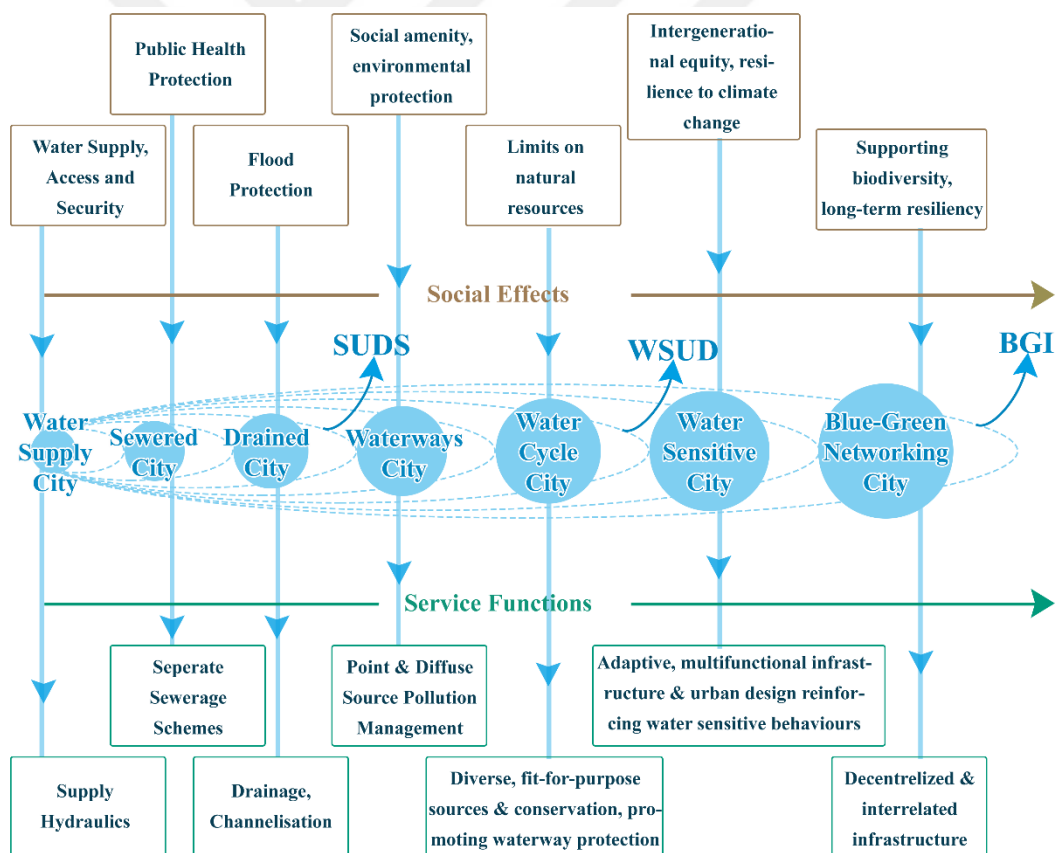 Public Health
Protection
Social amenity,
environmental
protection
Intergeneratio-
nal equity, resi-
lience to climate
change
Water Supply,
Access and
Security
Flood
Protection
Limits on
natural
resources
Supporting
biodiversity,
long-term resiliency
Social Effects
SUDS
WSUD
BGI
Water
Supply
City
Sewered
City
Drained
City
Waterways
City
Water
Cycle
City
Water
Sensitive
City
Blue-Green
Networking
City
Service Functions
Seperate
Sewerage
Schemes
Point & Diffuse
Source Pollution
Management
Adaptive, multifunctional infrast-
ructure & urban design reinfor-
cing water sensitive behaviours
Supply
Hydraulics
Drainage,
Channelisation
Diverse, fit-for-purpose
sources & conservation, pro-
moting waterway protection
Decentrelized &
interrelated
infrastructure